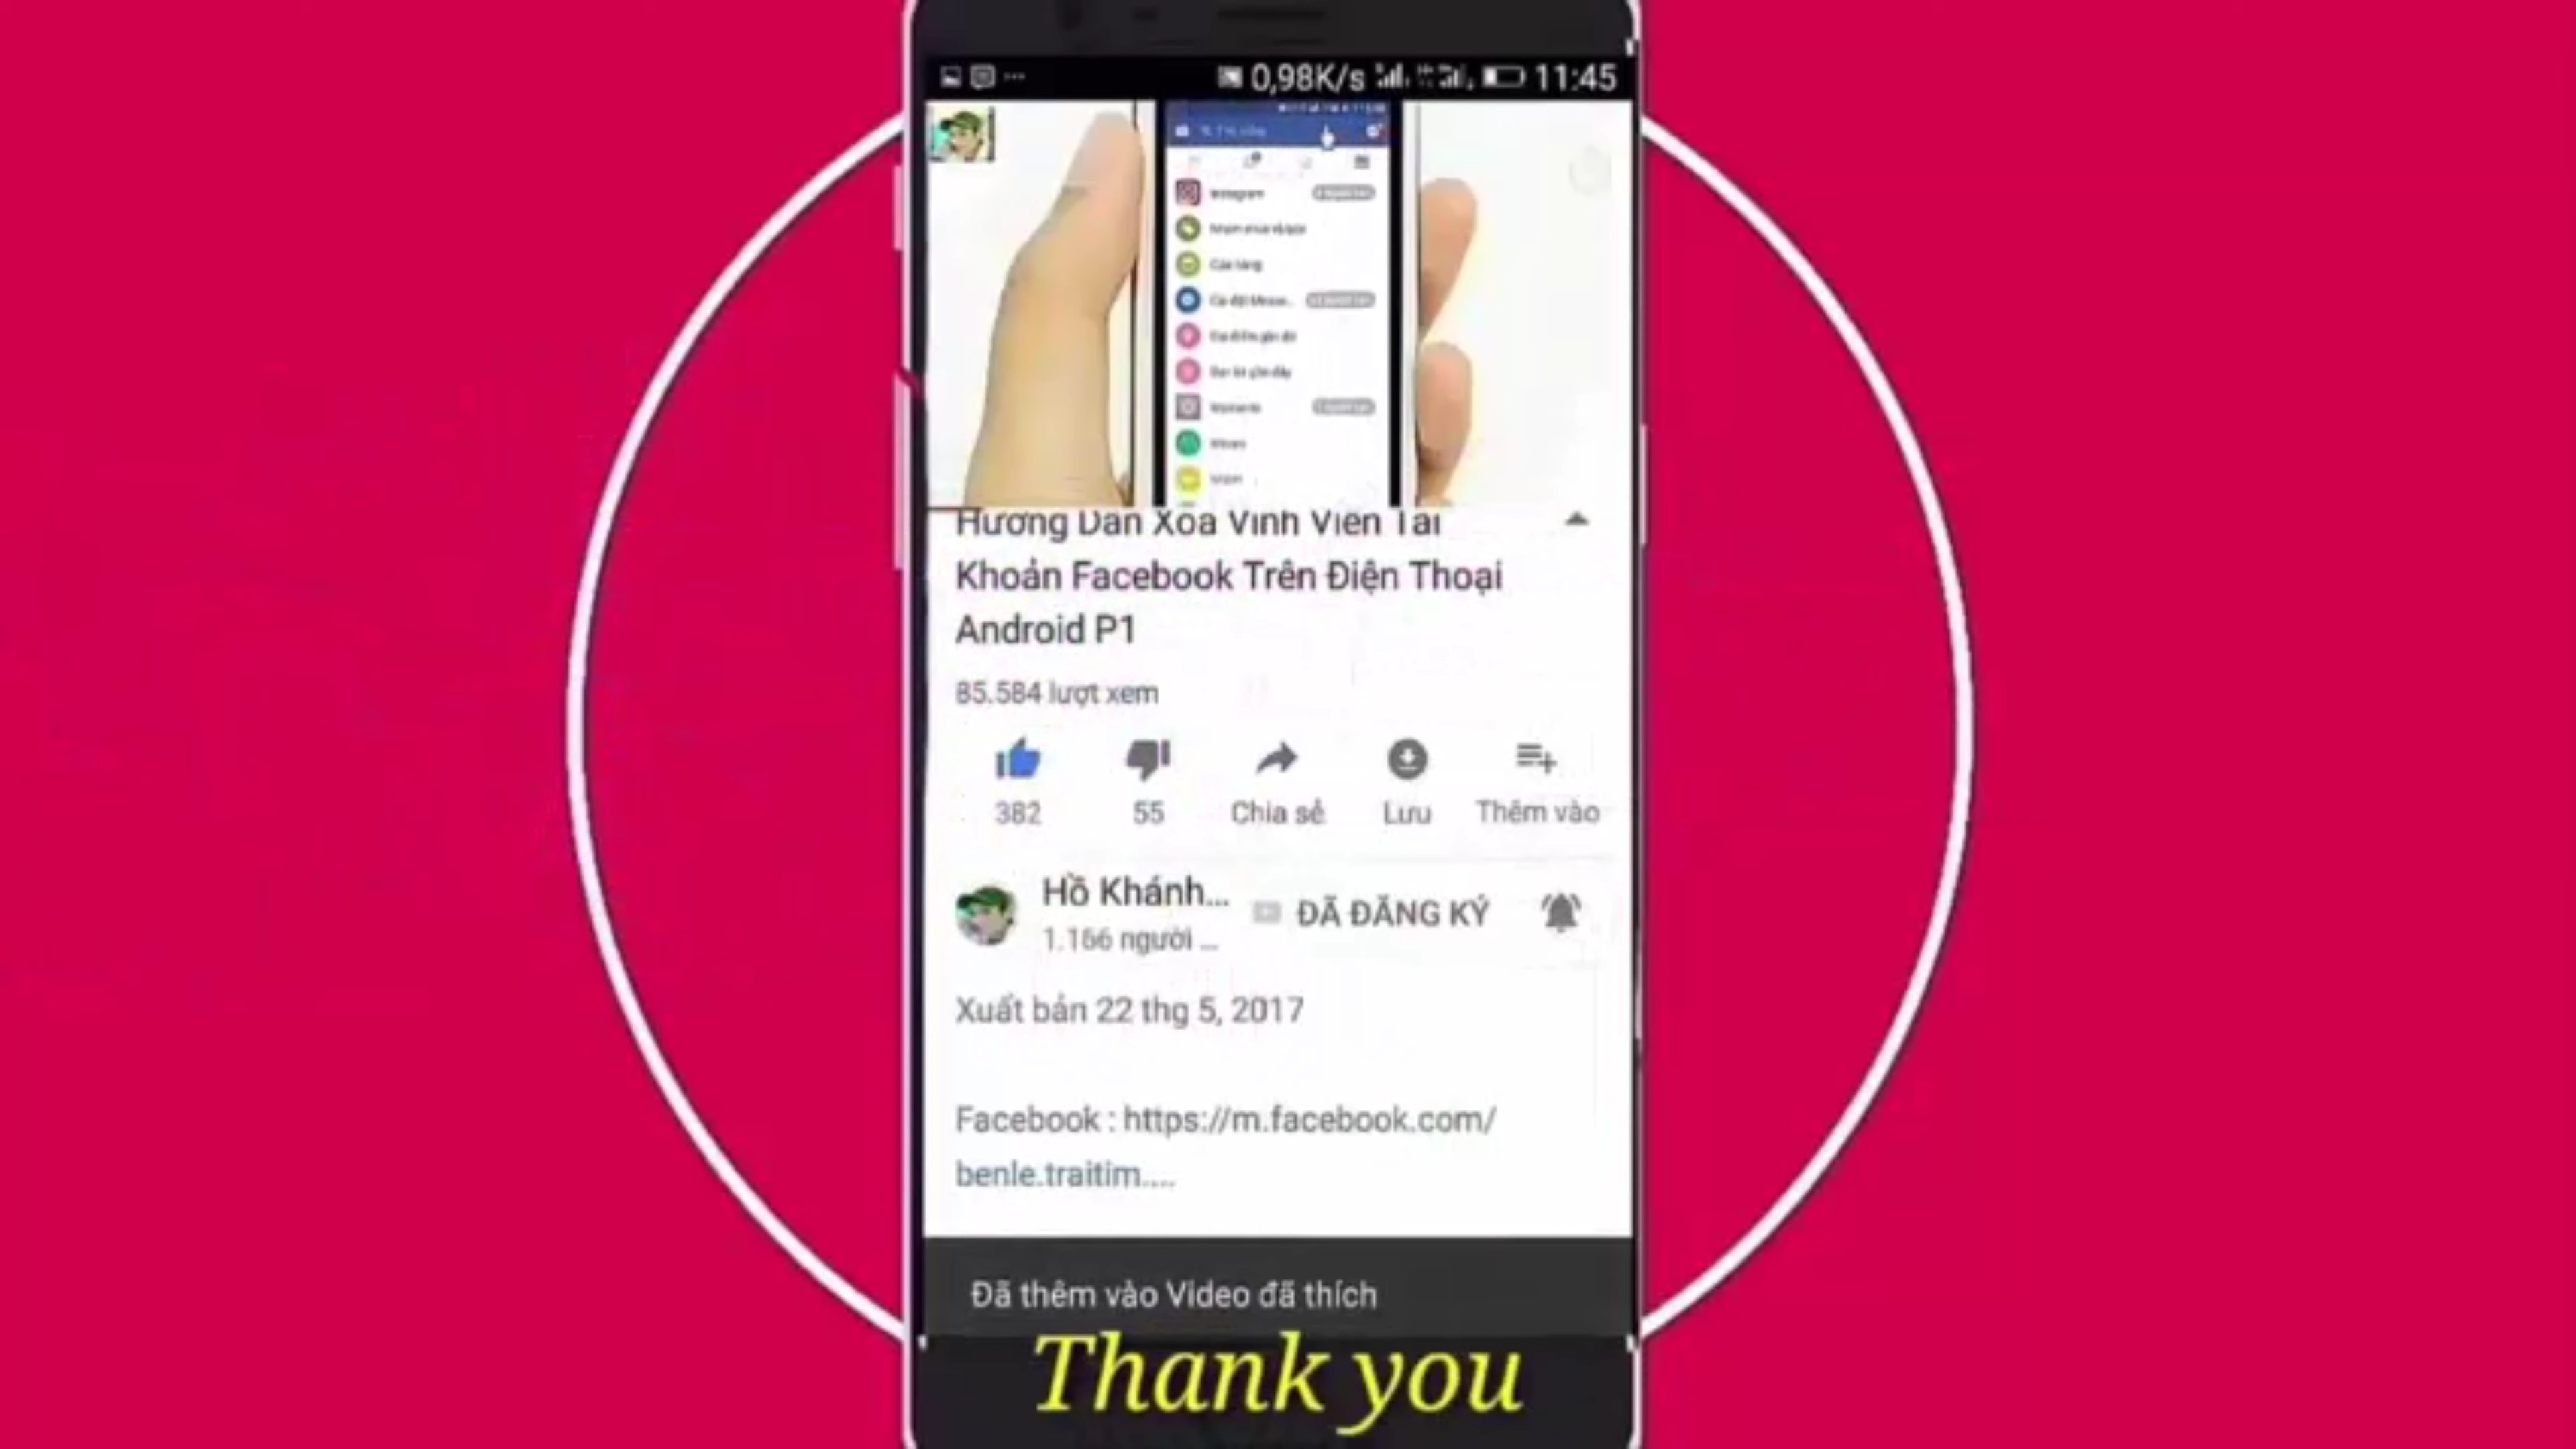 0,98K/s 11:45
Instagram
Hướng Dẫn Xóa Vĩnh Viễn Tài
Khoản Facebook Trên Điện Thoại
Android P1
85.584 lượt xem
382 55 Chia sẻ Lưu Thêm vào
Hồ Khánh... ĐÃ ĐĂNG KÝ
1.166 người ...
Xuất bản 22 thg 5, 2017
Facebook : https://m.facebook.com/
benle.traitim....
Đã thêm vào Video đã thích
Thank you